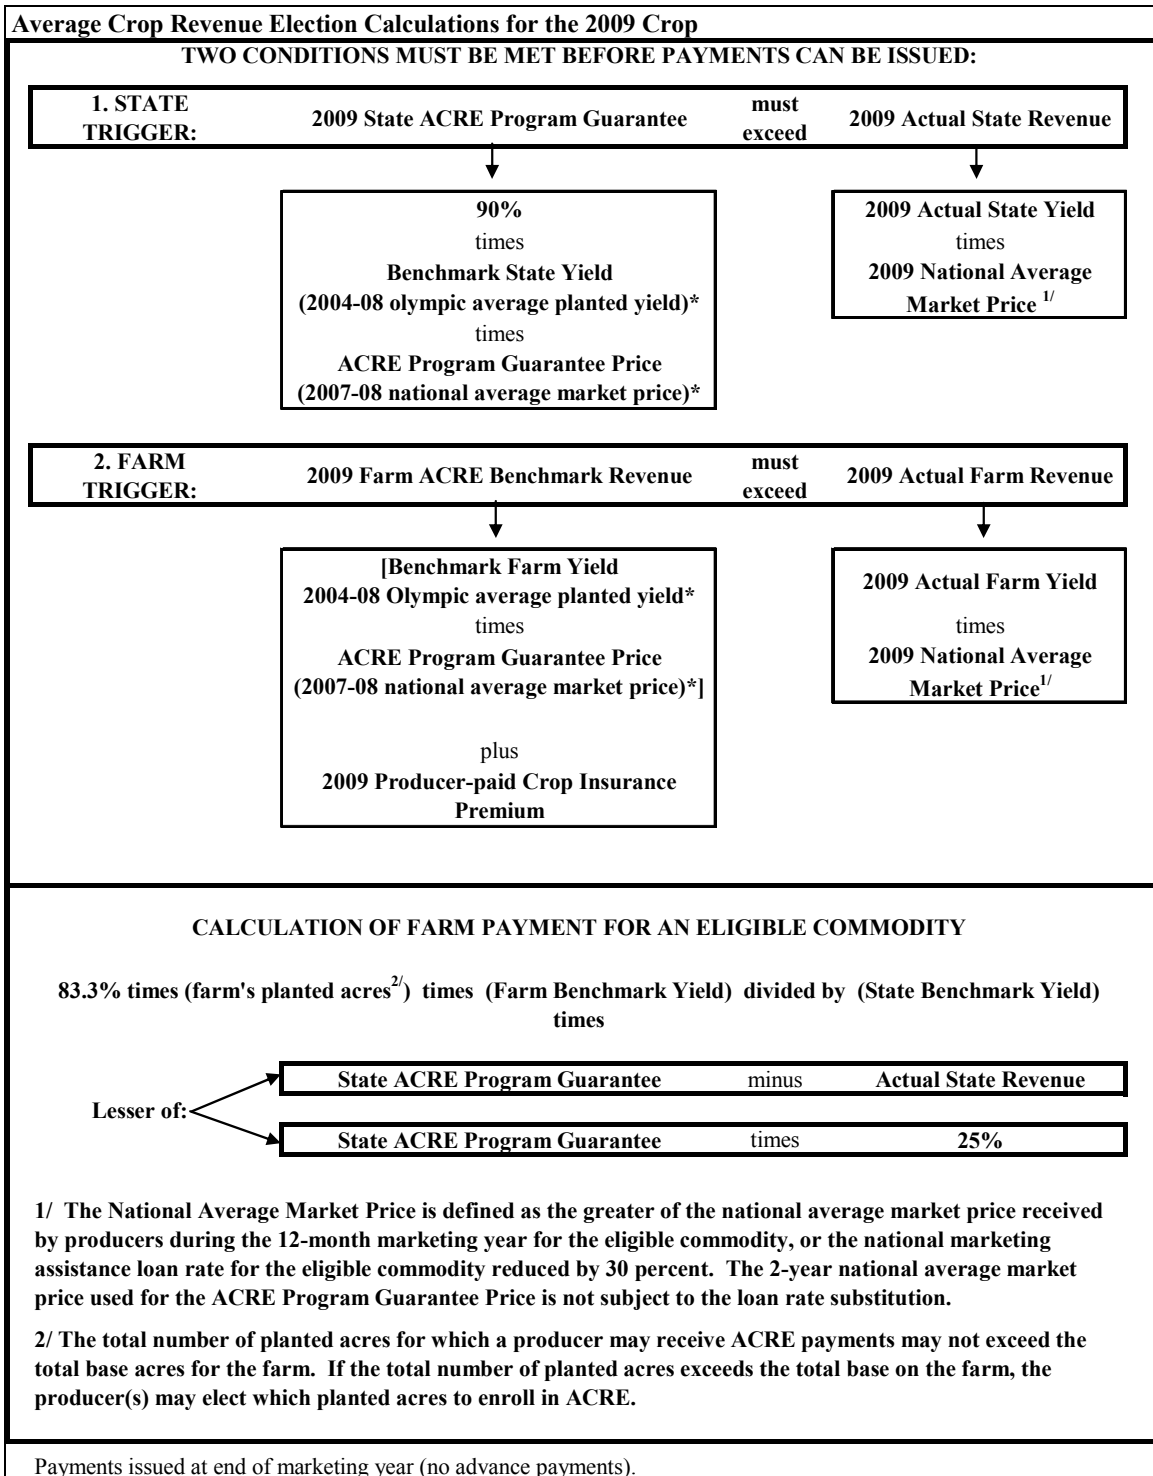 Average Crop Revenue Election Calculations for the 2009 Crop
TWO CONDITIONS MUST BE MET BEFORE PAYMENTS CAN BE ISSUED:
1. STATE TRIGGER: 2009 State ACRE Program Guarantee must exceed 2009 Actual State Revenue
90%
times
Benchmark State Yield
(2004-08 olympic average planted yield)*
times
ACRE Program Guarantee Price
(2007-08 national average market price)*
2009 Actual State Yield
times
2009 National Average
Market Price 1/
2. FARM TRIGGER: 2009 Farm ACRE Benchmark Revenue must exceed 2009 Actual Farm Revenue
[Benchmark Farm Yield
2004-08 Olympic average planted yield*
times
ACRE Program Guarantee Price
(2007-08 national average market price)*]
plus
2009 Producer-paid Crop Insurance
Premium
2009 Actual Farm Yield
times
2009 National Average
Market Price1/
CALCULATION OF FARM PAYMENT FOR AN ELIGIBLE COMMODITY
83.3% times (farm's planted acres2/) times (Farm Benchmark Yield) divided by (State Benchmark Yield)
times
Lesser of:
State ACRE Program Guarantee minus Actual State Revenue
State ACRE Program Guarantee times 25%
1/ The National Average Market Price is defined as the greater of the national average market price received
by producers during the 12-month marketing year for the eligible commodity, or the national marketing
assistance loan rate for the eligible commodity reduced by 30 percent. The 2-year national average market
price used for the ACRE Program Guarantee Price is not subject to the loan rate substitution.
2/ The total number of planted acres for which a producer may receive ACRE payments may not exceed the
total base acres for the farm. If the total number of planted acres exceeds the total base on the farm, the
producer(s) may elect which planted acres to enroll in ACRE.
Payments issued at end of marketing year (no advance payments).